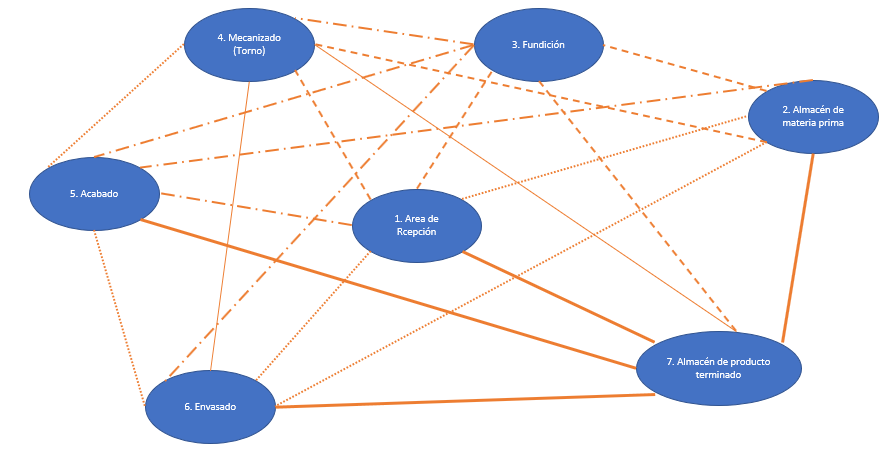 4. Mecanizado
(Torno)
3. Fundición
2. Almacén de
materia prima
5. Acabado
1. Area de
Rcepción
7. Almacén de producto
terminado
6. Envasado